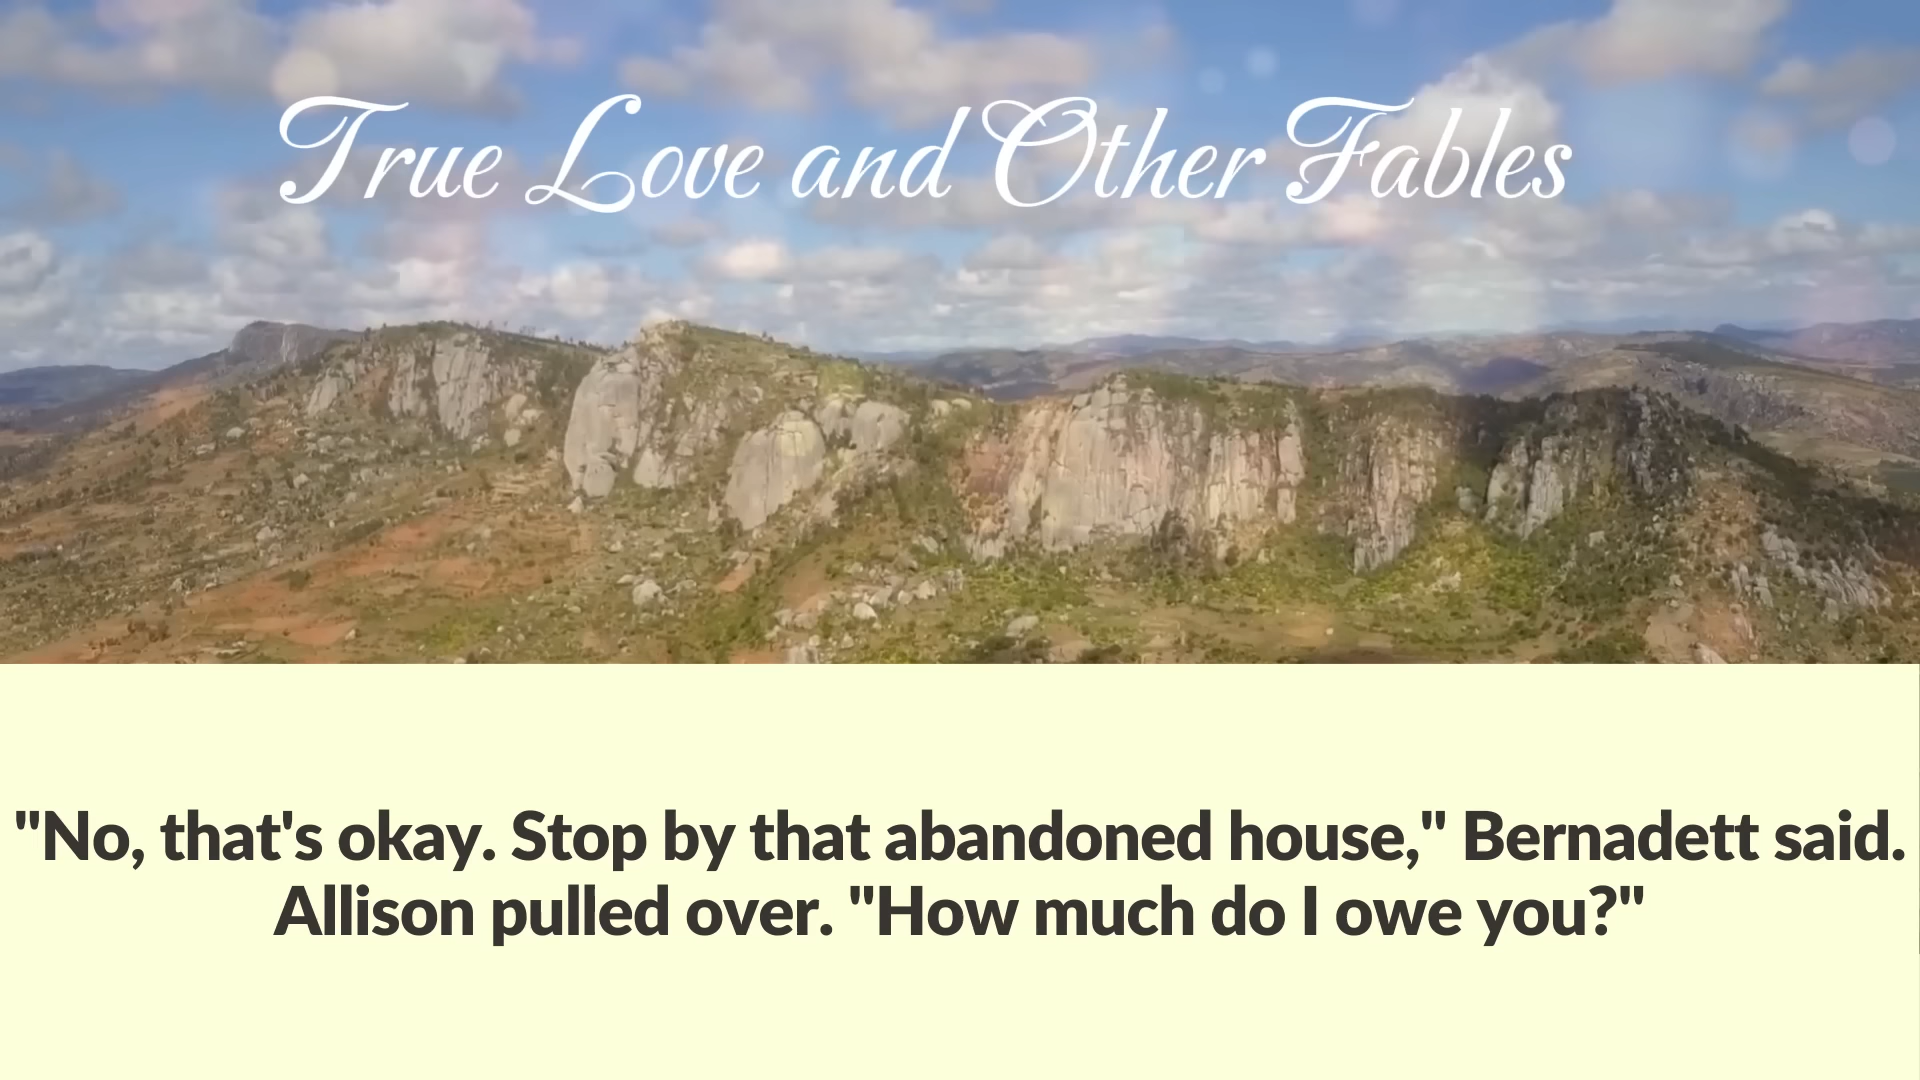 True Love and Other Fables
"No, that's okay. Stop by that abandoned house," Bernadett said.
Allison pulled over. "How much do I owe you?"